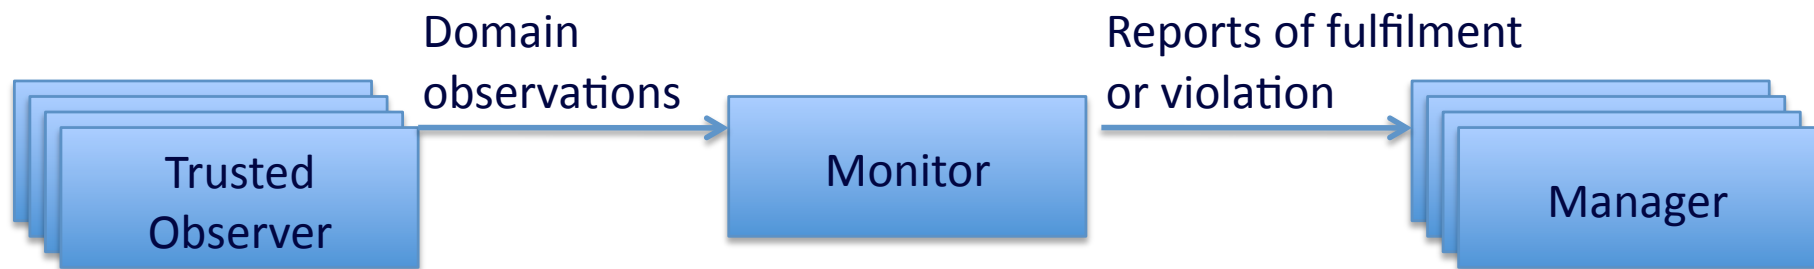 Domain
observations
Reports of fulfilment
or violation
Trusted
Observer
Monitor
Manager